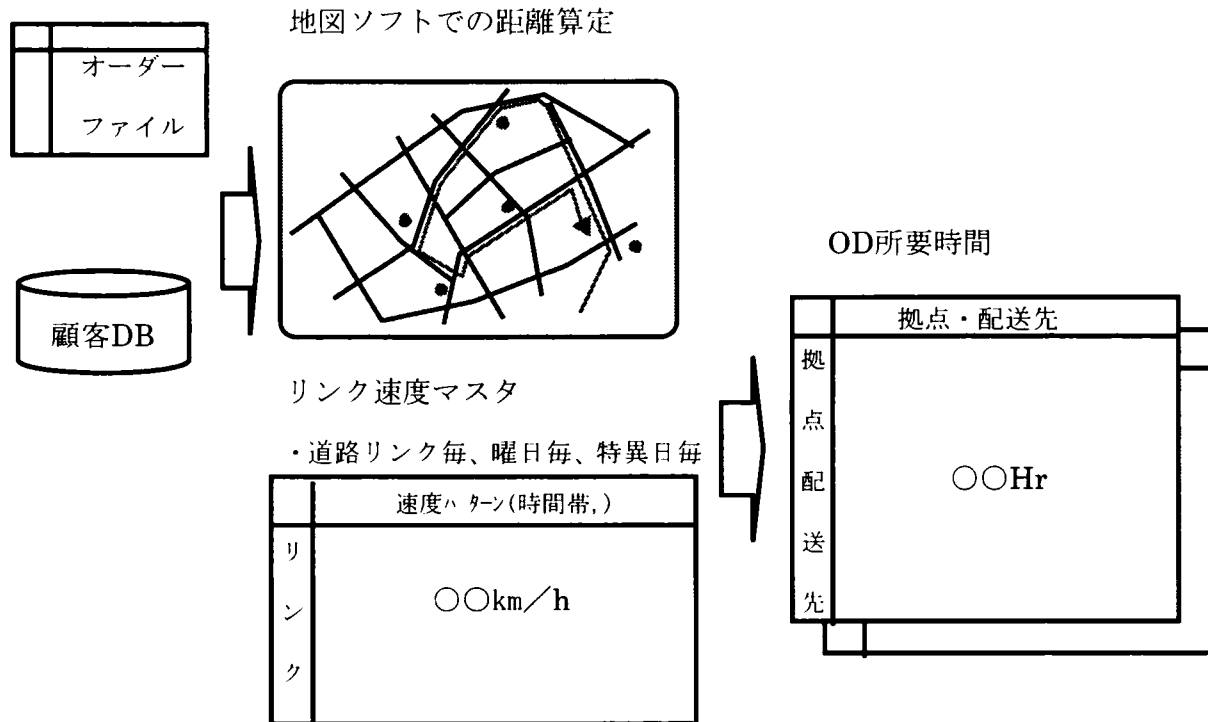 地図ソフトでの距離算定
オーダー
ファイル
顧客DB
リンク速度マスタ
・道路リンク毎、曜日毎、特異日毎
速度パターン(時間帯,)
リンク
○○km/h
OD所要時間
拠点・配送先
拠点配送先
○○Hr